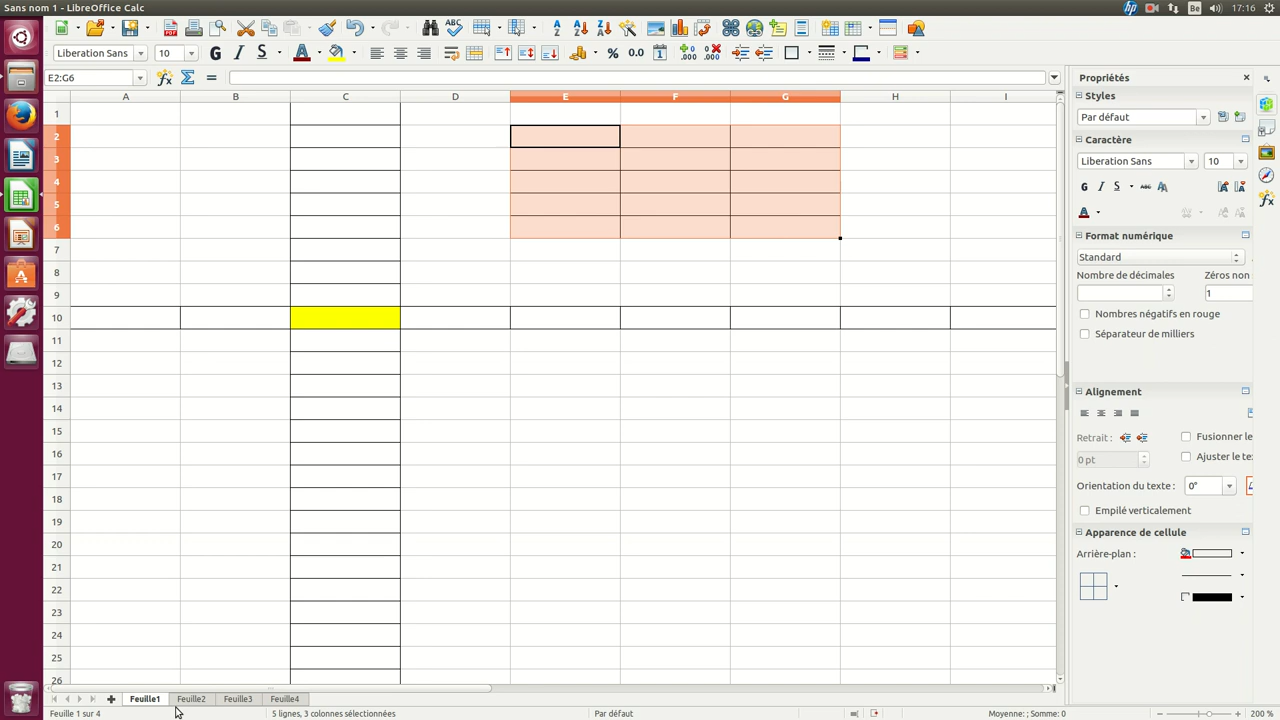 Sans nom 1 - LibreOffice Calc
Be
17:16
Liberation Sans
10
G I S
% 0.0
E2:G6
A B C D E F G H I
1
2
3
4
5
6
7
8
9
10
11
12
13
14
15
16
17
18
19
20
21
22
23
24
25
26
Propriétés
Styles
Par défaut
Caractère
Liberation Sans
10
G I S ABC
Format numérique
Standard
Nombre de décimales
Zéros non
1
Nombres négatifs en rouge
Séparateur de milliers
Alignement
Retrait :
Fusionner le
0 pt
Ajuster le te
Orientation du texte :
0°
Empilé verticalement
Apparence de cellule
Arrière-plan :
Feuille1 Feuille2 Feuille3 Feuille4
Feuille 1 sur 4
5 lignes, 3 colonnes sélectionnées
Par défaut
Moyenne: ; Somme: 0
200 %